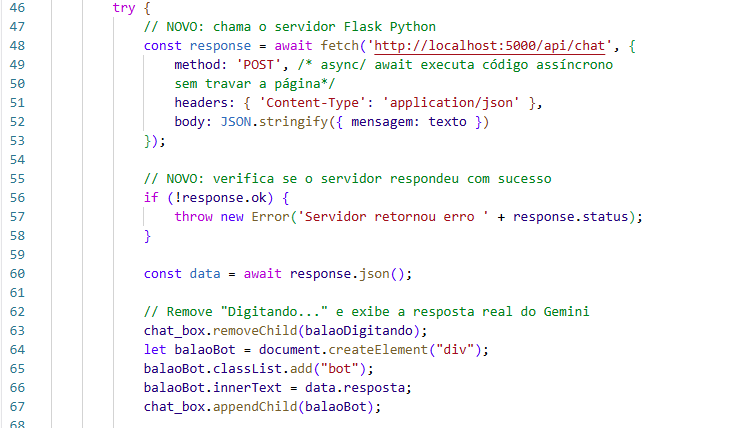 46 try {
47 // NOVO: chama o servidor Flask Python
48 const response = await fetch('http://localhost:5000/api/chat', {
49 method: 'POST', /* async/ await executa código assíncrono
50 sem travar a página*/
51 headers: { 'Content-Type': 'application/json' },
52 body: JSON.stringify({ mensagem: texto })
53 });
54
55 // NOVO: verifica se o servidor respondeu com sucesso
56 if (!response.ok) {
57 throw new Error('Servidor retornou erro ' + response.status);
58 }
59
60 const data = await response.json();
61
62 // Remove "Digitando..." e exibe a resposta real do Gemini
63 chat_box.removeChild(balaoDigitando);
64 let balaoBot = document.createElement("div");
65 balaoBot.classList.add("bot");
66 balaoBot.innerText = data.resposta;
67 chat_box.appendChild(balaoBot);
68